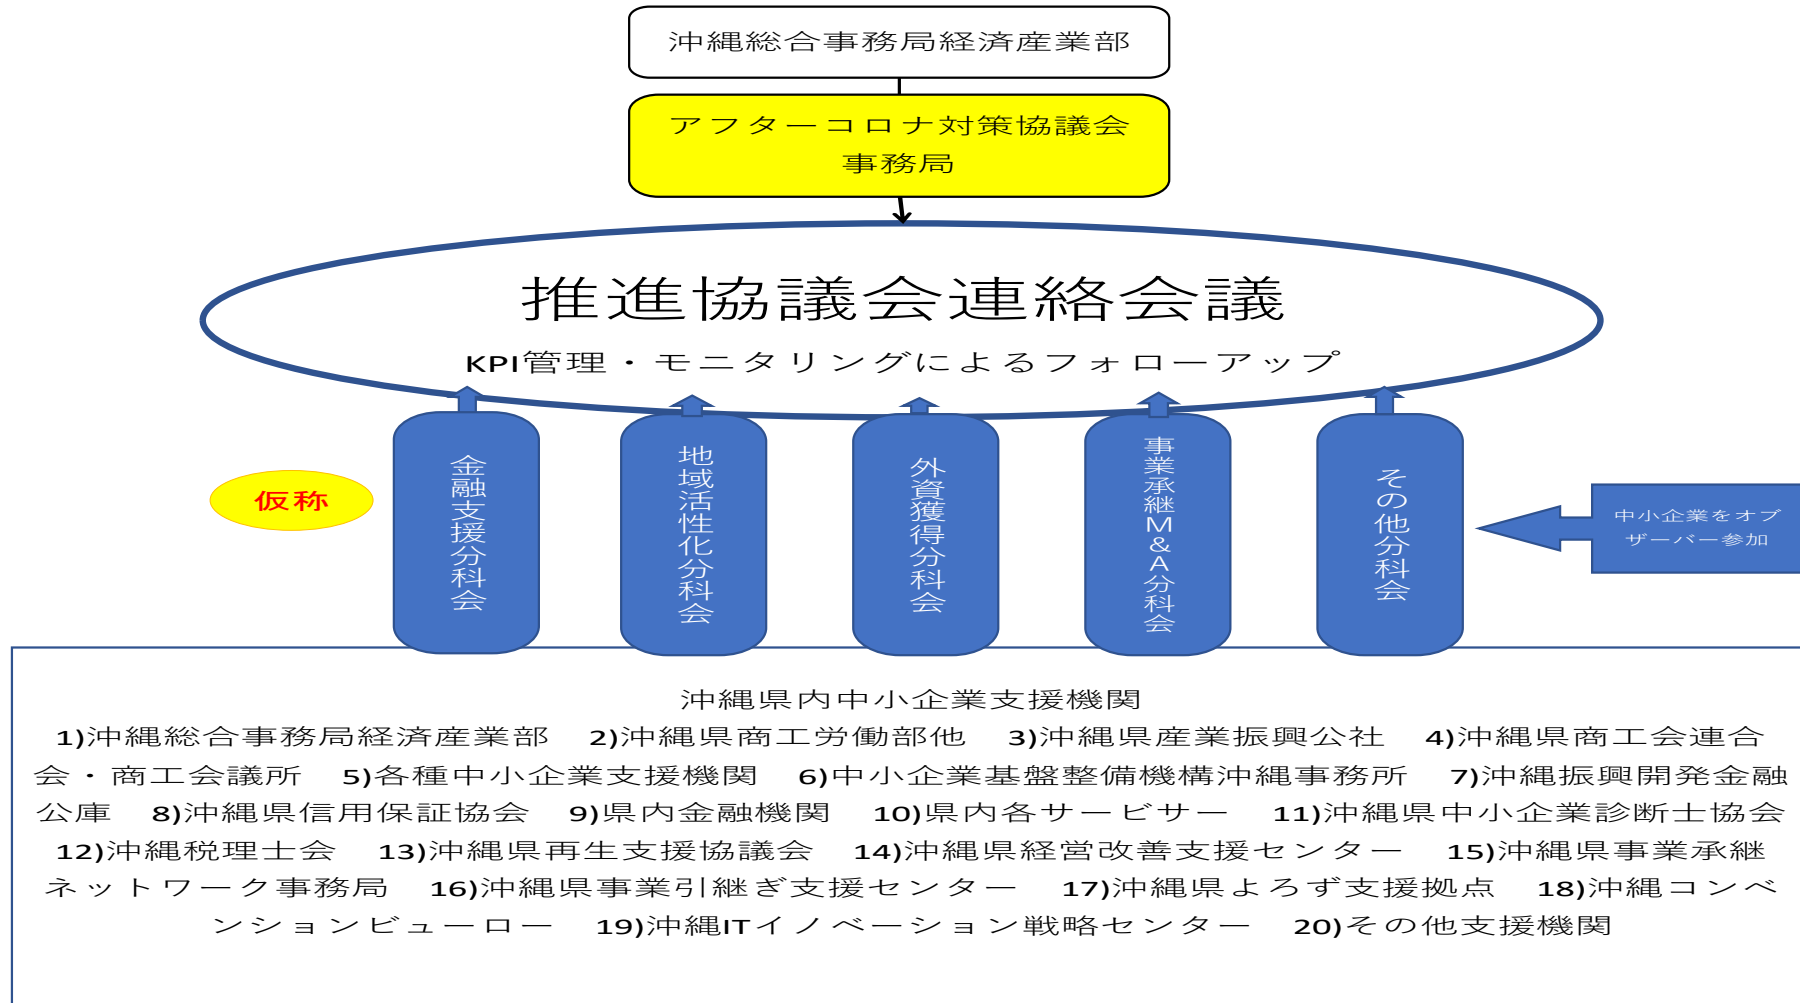 沖縄総合事務局経済産業部
アフターコロナ対策協議会
事務局
推進協議会連絡会議
KPI管理・モニタリングによるフォローアップ
仮称
金融支援分科会
地域活性化分科会
外資獲得分科会
事業承継M&A分科会
その他分科会
中小企業をオブ
ザーバー参加
沖縄県内中小企業支援機関
1)沖縄総合事務局経済産業部　2)沖縄県商工労働部他　3)沖縄県産業振興公社　4)沖縄県商工会連合
会・商工会議所　5)各種中小企業支援機関　6)中小企業基盤整備機構沖縄事務所　7)沖縄振興開発金融
公庫　8)沖縄県信用保証協会　9)県内金融機関　10)県内各サービサー　11)沖縄県中小企業診断士協会
12)沖縄税理士会　13)沖縄県再生支援協議会　14)沖縄県経営改善支援センター　15)沖縄県事業承継
ネットワーク事務局　16)沖縄県事業引継ぎ支援センター　17)沖縄県よろず支援拠点　18)沖縄コンベ
ンションビューロー　19)沖縄ITイノベーション戦略センター　20)その他支援機関